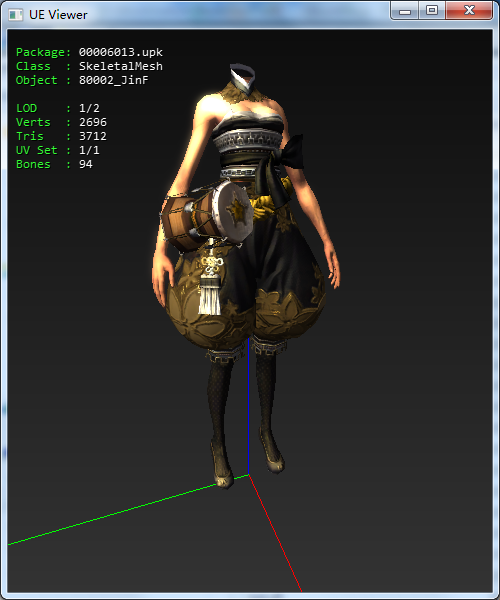 UE Viewer
Package: 00006013.upk
Class : SkeletalMesh
Object : 80002_JinF
LOD : 1/2
Verts : 2696
Tris : 3712
UV Set : 1/1
Bones : 94